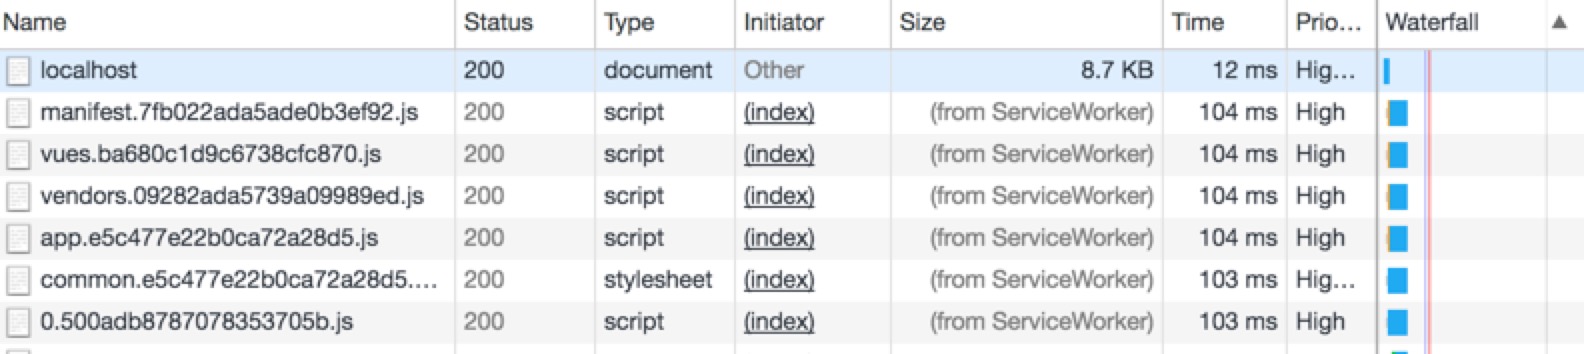 Name Status Type Initiator Size Time Prio... Waterfall ▲
localhost 200 document Other 8.7 KB 12 ms Hig...
manifest.7fb022ada5ade0b3ef92.js 200 script (index) (from ServiceWorker) 104 ms High
vues.ba680c1d9c6738cfc870.js 200 script (index) (from ServiceWorker) 104 ms High
vendors.09282ada5739a09989ed.js 200 script (index) (from ServiceWorker) 104 ms High
app.e5c477e22b0ca72a28d5.js 200 script (index) (from ServiceWorker) 104 ms High
common.e5c477e22b0ca72a28d5.... 200 stylesheet (index) (from ServiceWorker) 103 ms Hig...
0.500adb8787078353705b.js 200 script (index) (from ServiceWorker) 103 ms High